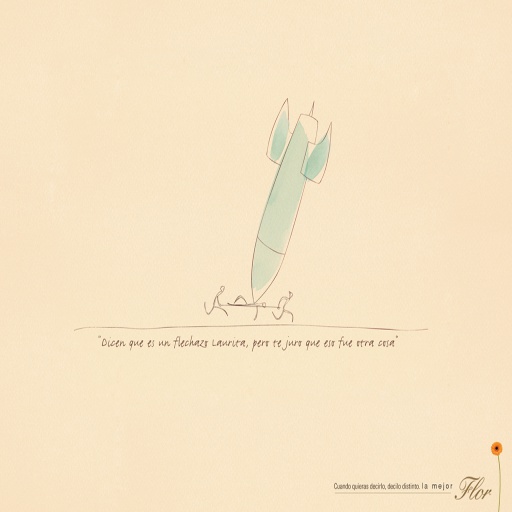 "Dicen que es un flechazo Laurita, pero te juro que eso fue otra cosa"
Cuando quieras decirlo, decilo distinto. la mejor Flor